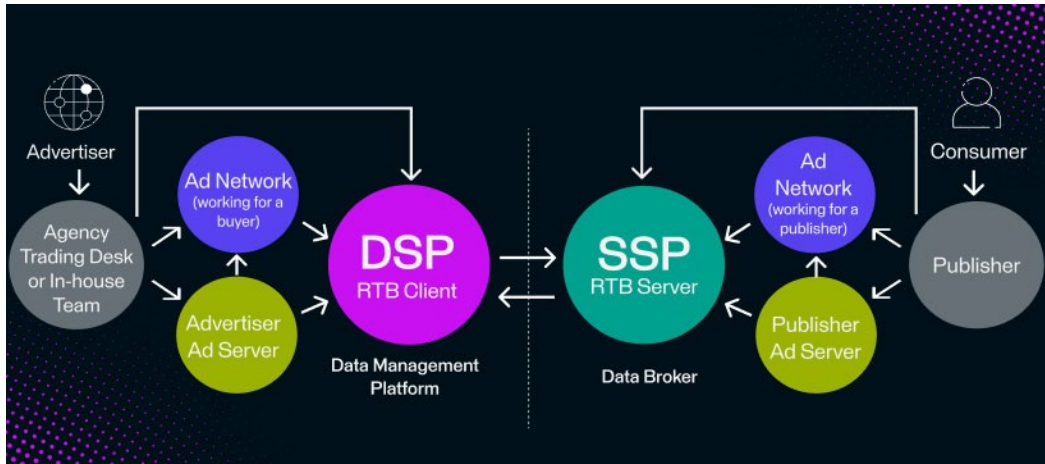 Advertiser
Agency
Trading Desk
or In-house
Team
Ad Network
(working for a
buyer)
Advertiser
Ad Server
DSP
RTB Client
Data Management
Platform
SSP
RTB Server
Data Broker
Ad
Network
(working for a
publisher)
Publisher
Ad Server
Consumer
Publisher